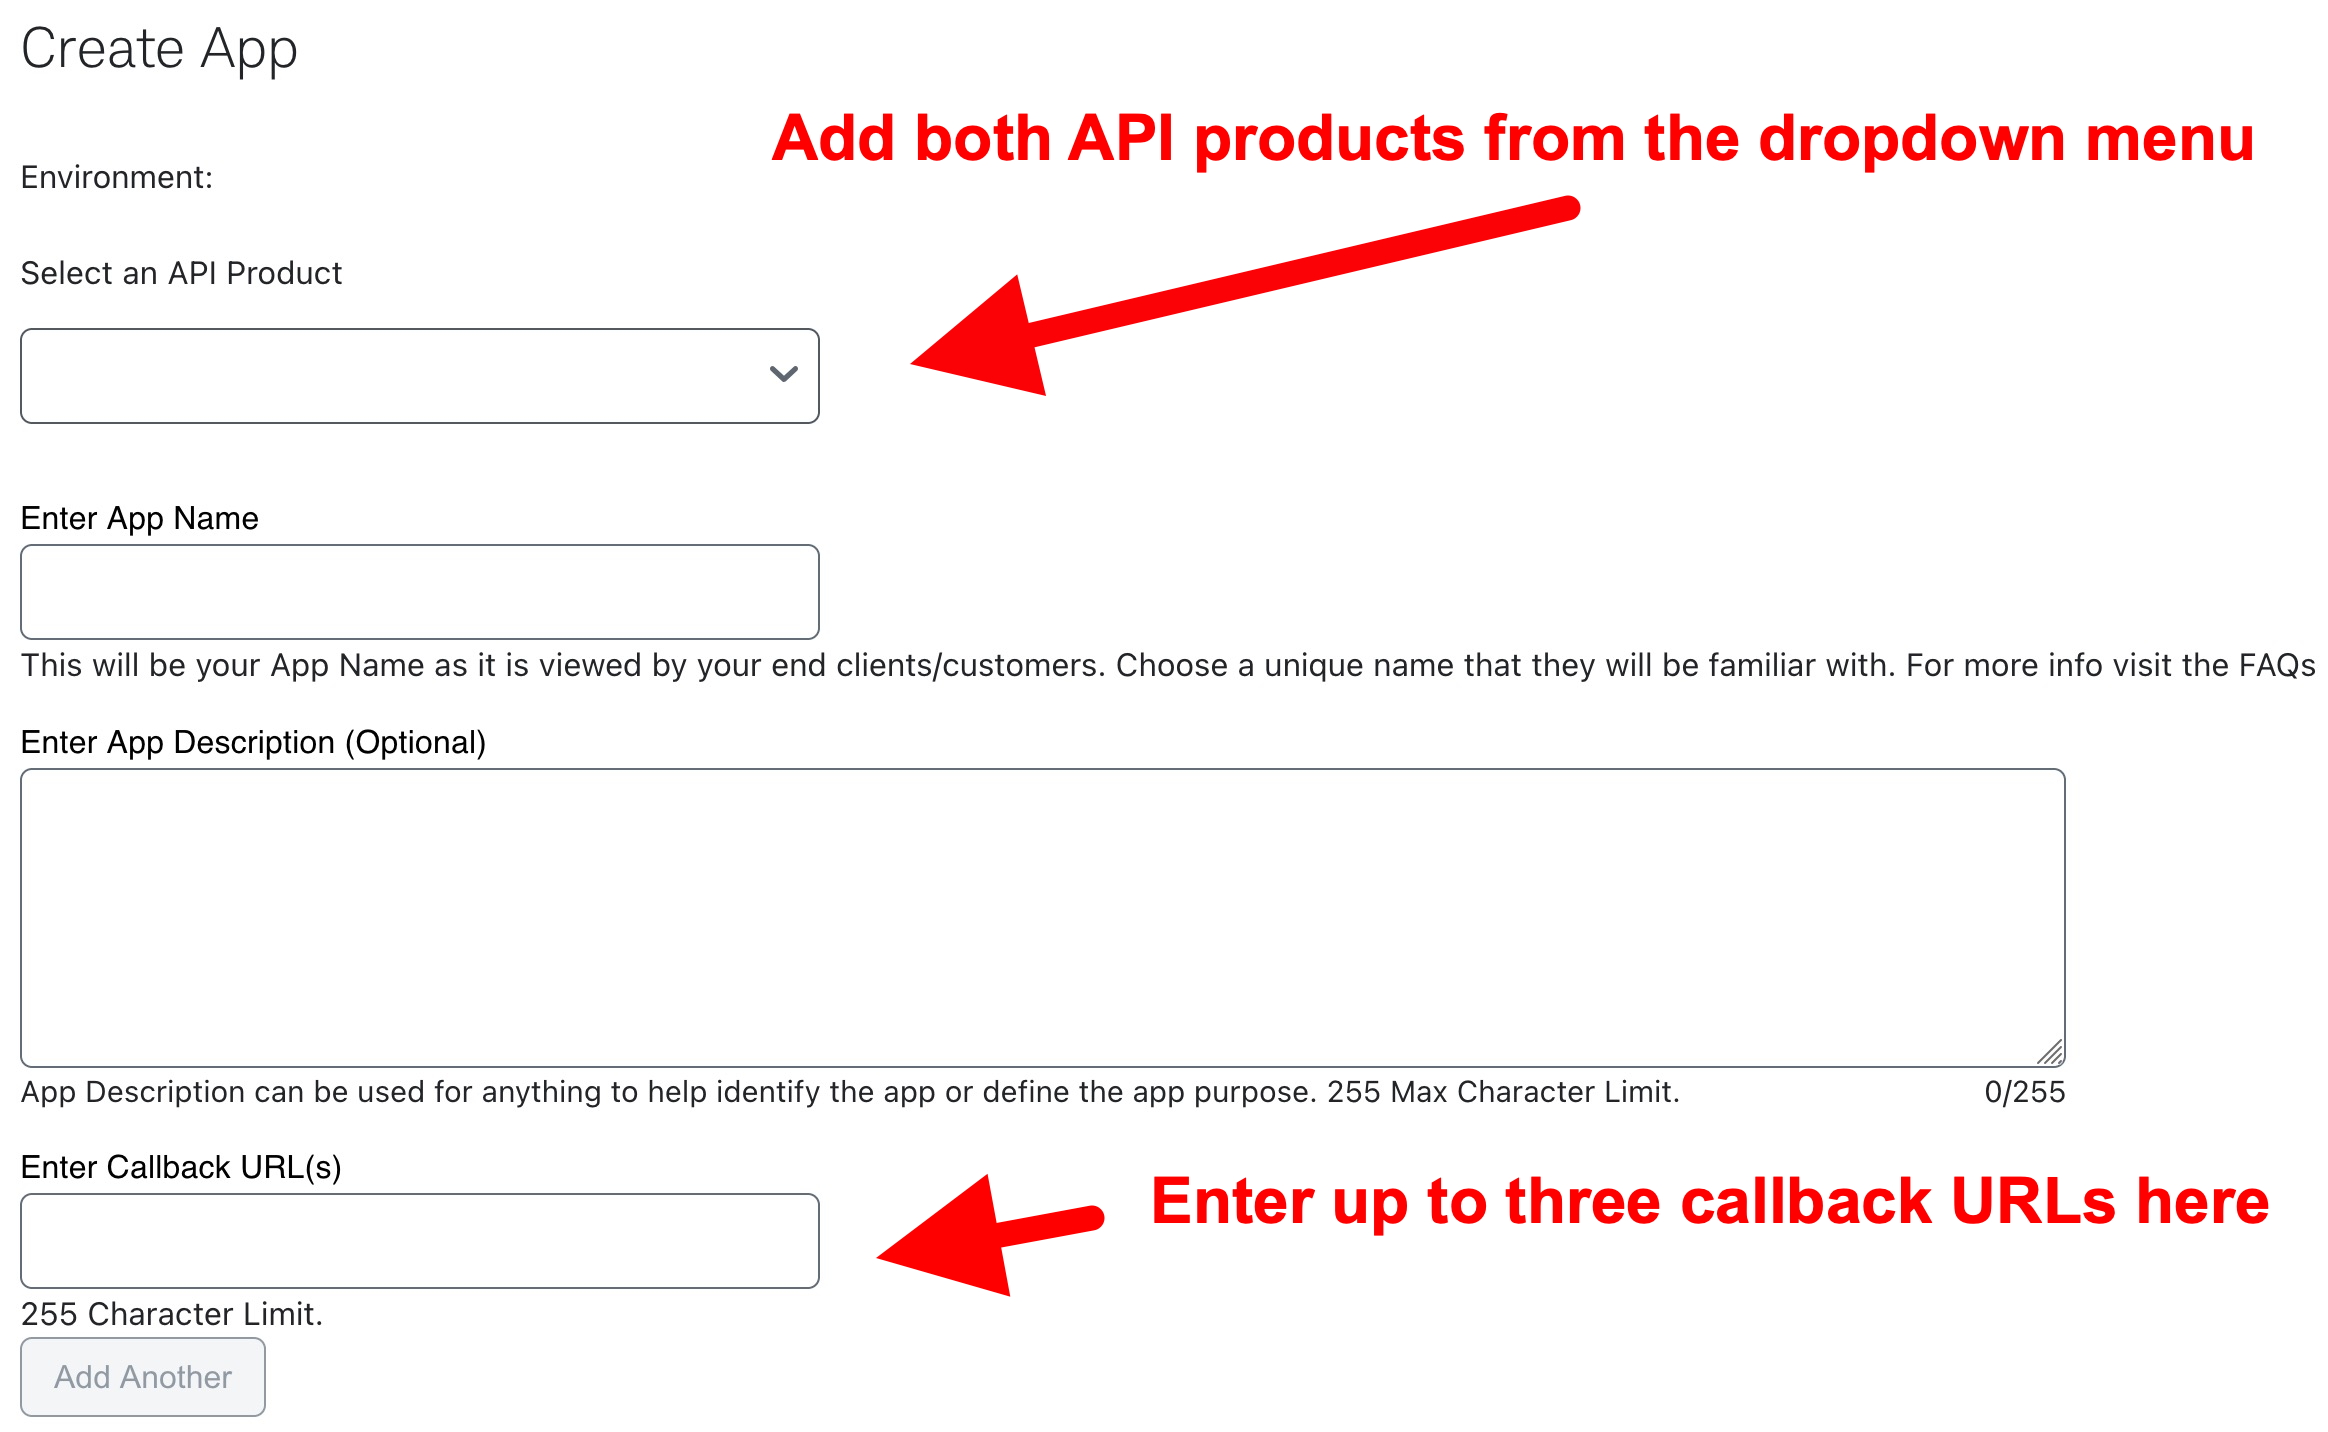 Create App
Add both API products from the dropdown menu
Environment:
Select an API Product
Enter App Name
This will be your App Name as it is viewed by your end clients/customers. Choose a unique name that they will be familiar with. For more info visit the FAQs
Enter App Description (Optional)
App Description can be used for anything to help identify the app or define the app purpose. 255 Max Character Limit.
0/255
Enter Callback URL(s)
Enter up to three callback URLs here
255 Character Limit.
Add Another